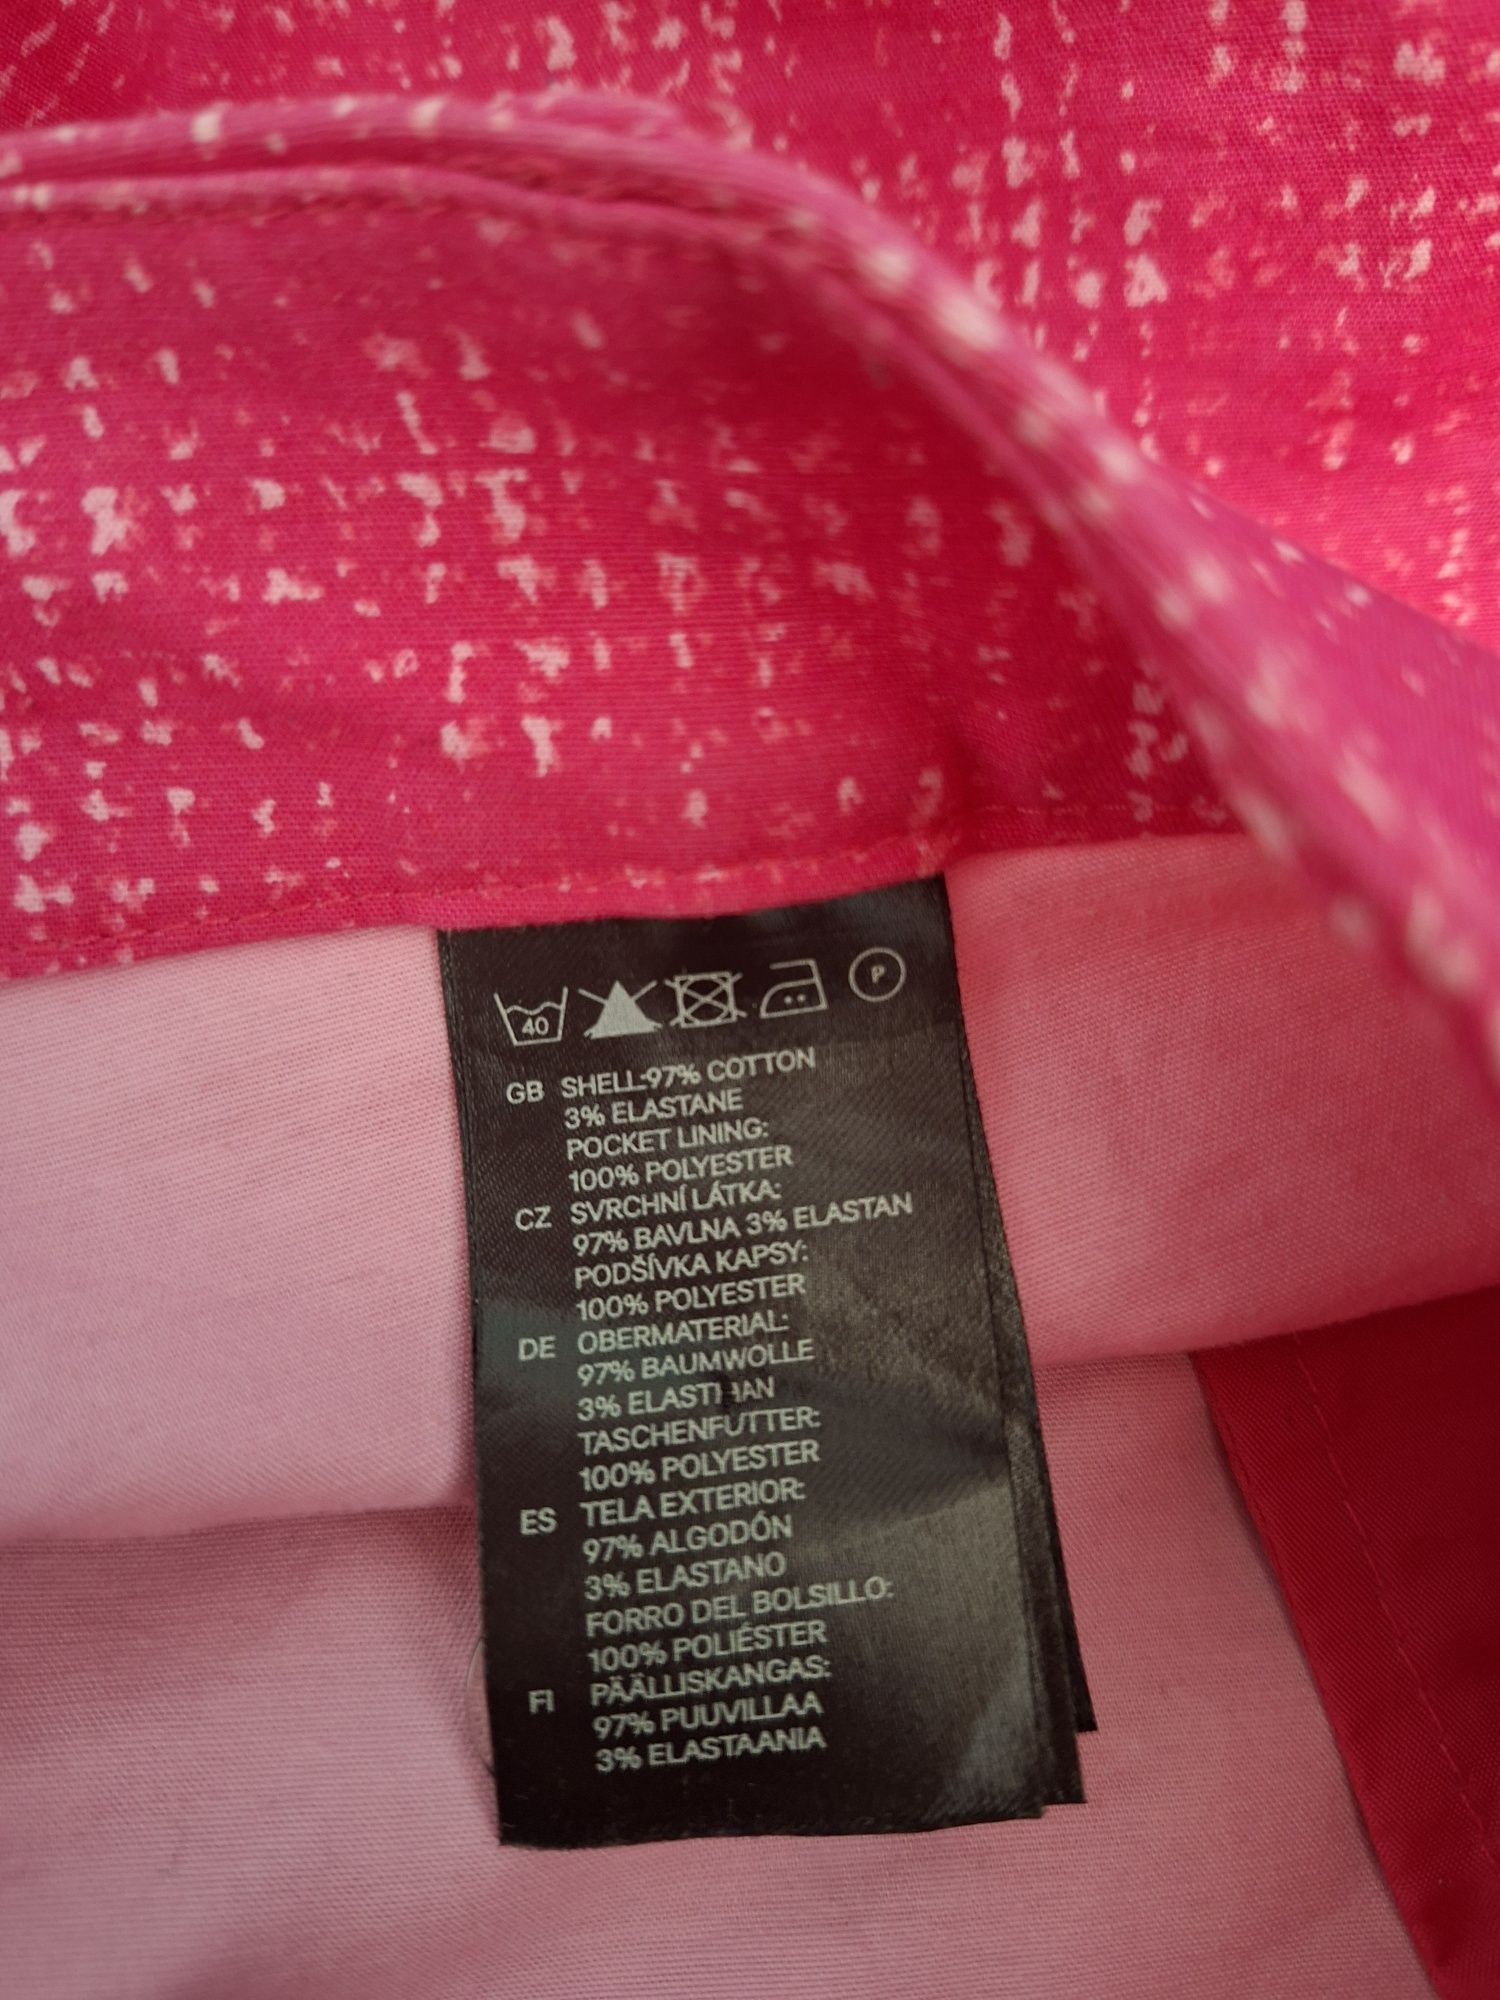 40 P
GB SHELL:97% COTTON
3% ELASTANE
POCKET LINING:
100% POLYESTER
CZ SVRCHNÍ LÁTKA:
97% BAVLNA 3% ELASTAN
PODŠÍVKA KAPSY:
100% POLYESTER
DE OBERMATERIAL:
97% BAUMWOLLE
3% ELASTHAN
TASCHENFUTTER:
100% POLYESTER
ES TELA EXTERIOR:
97% ALGODÓN
3% ELASTANO
FORRO DEL BOLSILLO:
100% POLIÉSTER
FI PÄÄLLISKANGAS:
97% PUUVILLAA
3% ELASTAANIA